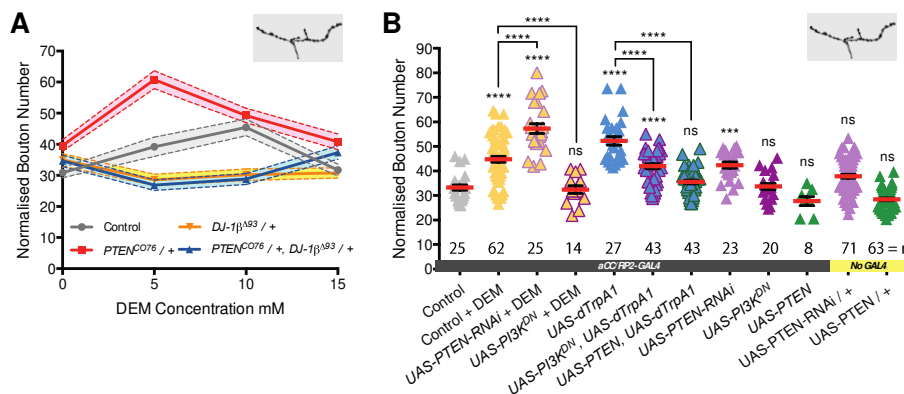 A
Normalised Bouton Number
70
60
50
40
30
20
10
0
Control
DJ-1β^Δ93 / +
PTEN^CO76 / +
PTEN^CO76 / +, DJ-1β^Δ93 / +
0
5
10
15
DEM Concentration mM
B
Normalised Bouton Number
90
80
70
60
50
40
30
20
10
0
****
****
****
****
****
****
****
ns
****
****
ns
***
ns
ns
ns
ns
25 62 25 14 27 43 43 23 20 8 71 63 = n
aCC/RP2-GAL4
No GAL4
Control
Control + DEM
UAS-PTEN-RNAi + DEM
UAS-PI3K^DN + DEM
UAS-dTrpA1
UAS-PI3K^DN, UAS-dTrpA1
UAS-PTEN, UAS-dTrpA1
UAS-PTEN-RNAi
UAS-PI3K^DN
UAS-PTEN
UAS-PTEN-RNAi / +
UAS-PTEN / +